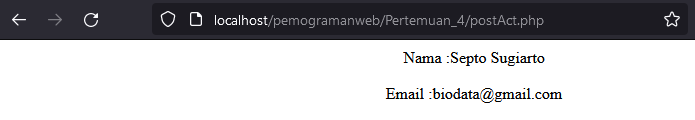 localhost/pemogramanweb/Pertemuan_4/postAct.php
Nama :Septo Sugiarto
Email :biodata@gmail.com